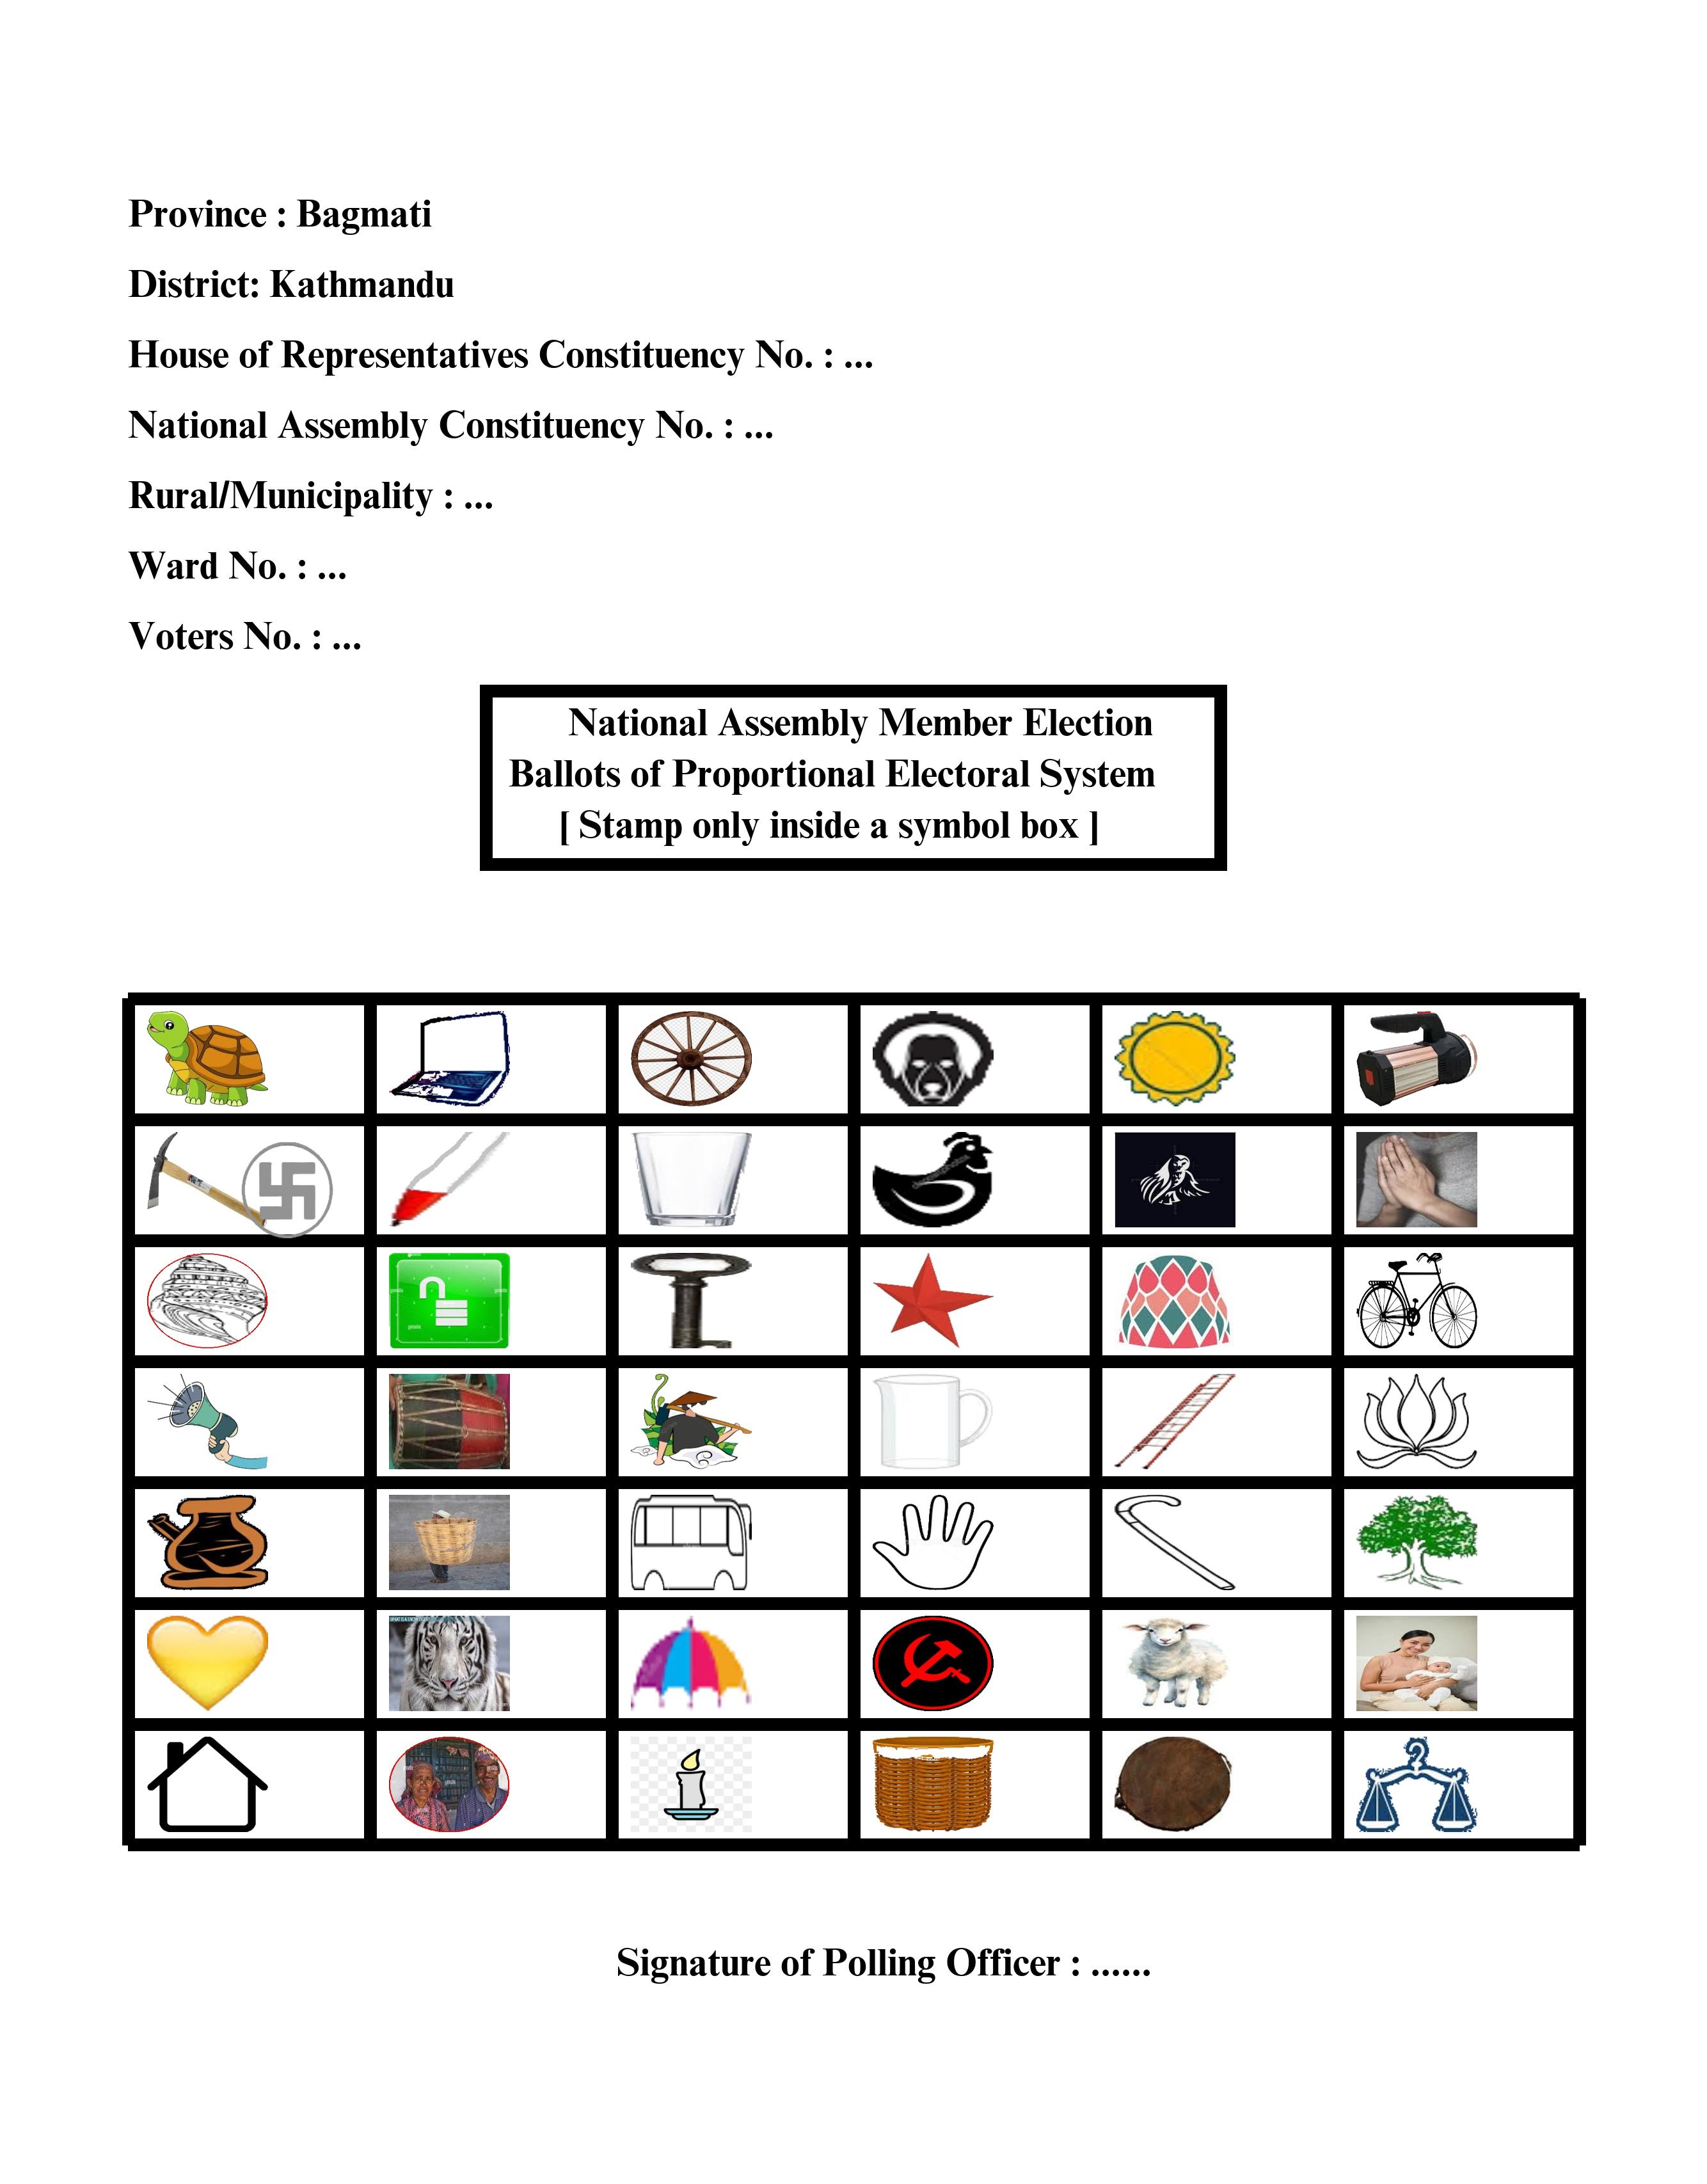 Province : Bagmati
District: Kathmandu
House of Representatives Constituency No. : ...
National Assembly Constituency No. : ...
Rural/Municipality : ...
Ward No. : ...
Voters No. : ...
National Assembly Member Election
Ballots of Proportional Electoral System
[ Stamp only inside a symbol box ]
Signature of Polling Officer : ......